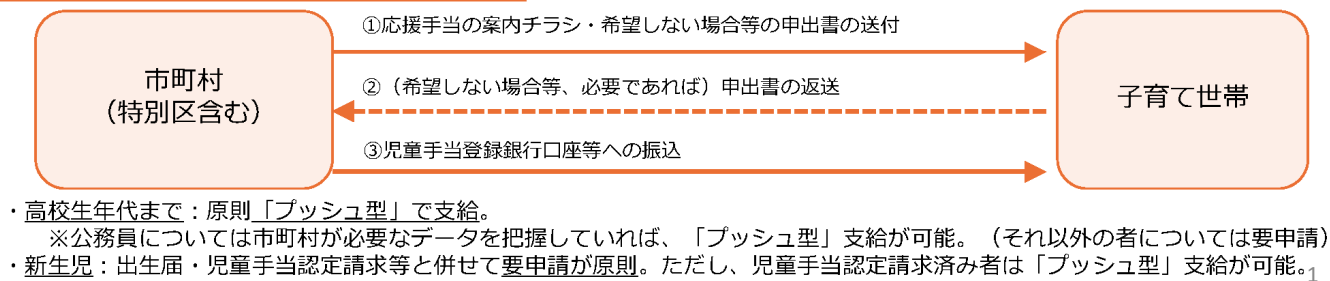 ①応援手当の案内チラシ・希望しない場合等の申出書の送付
市町村
（特別区含む）
②（希望しない場合等、必要であれば）申出書の返送
子育て世帯
③児童手当登録銀行口座等への振込
・高校生年代まで：原則「プッシュ型」で支給。
※公務員については市町村が必要なデータを把握していれば、「プッシュ型」支給が可能。（それ以外の者については要申請）
・新生児：出生届・児童手当認定請求等と併せて要申請が原則。ただし、児童手当認定請求済み者は「プッシュ型」支給が可能。
1